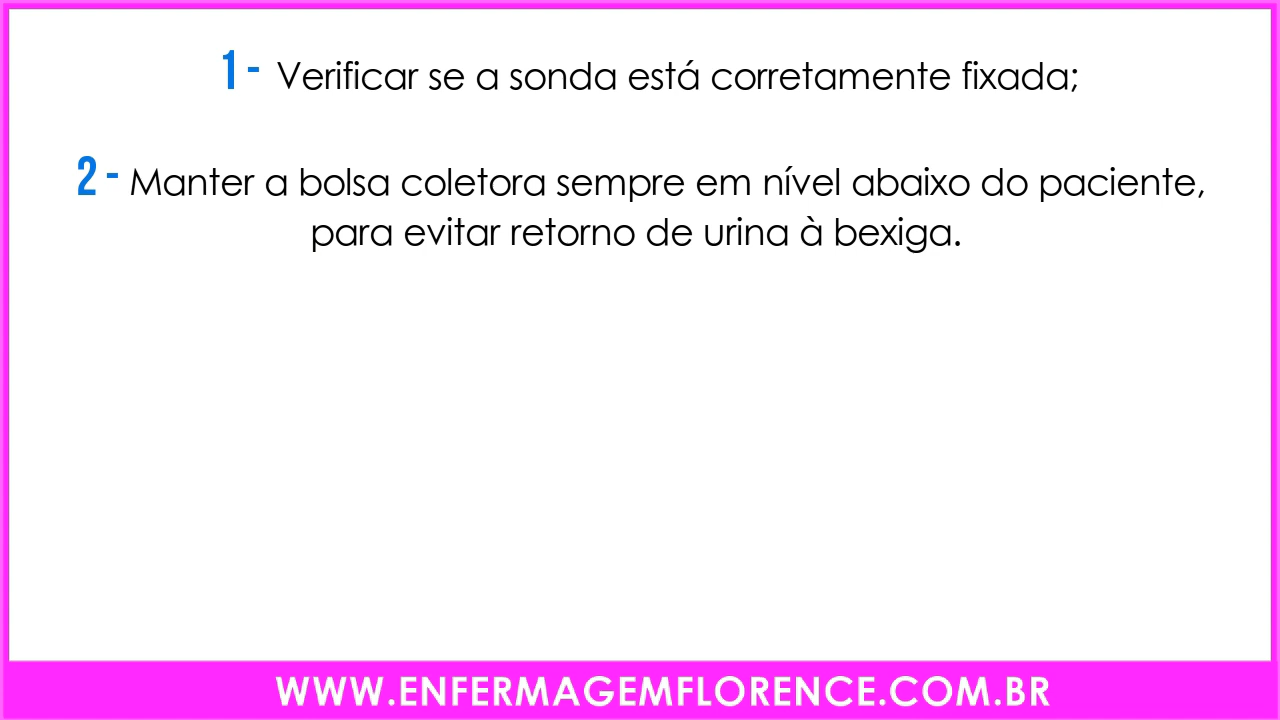 1 - Verificar se a sonda está corretamente fixada;
2 - Manter a bolsa coletora sempre em nível abaixo do paciente,
para evitar retorno de urina à bexiga.
WWW.ENFERMAGEMFLORENCE.COM.BR